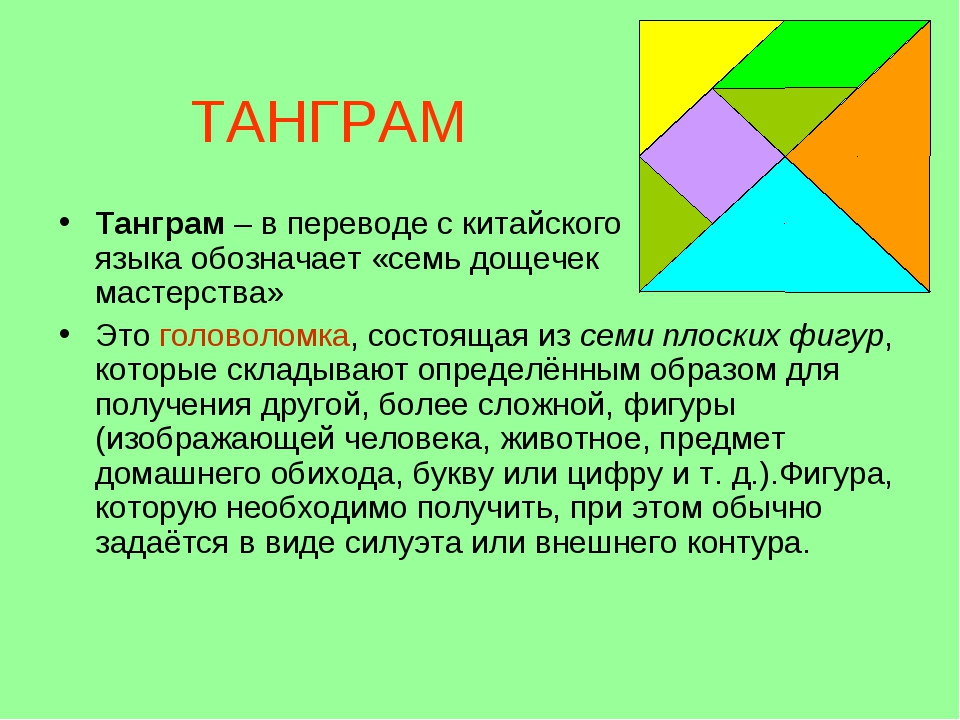 ТАНГРАМ
• Танграм – в переводе с китайского
языка обозначает «семь дощечек
мастерства»
• Это головоломка, состоящая из семи плоских фигур,
которые складывают определённым образом для
получения другой, более сложной, фигуры
(изображающей человека, животное, предмет
домашнего обихода, букву или цифру и т. д.).Фигура,
которую необходимо получить, при этом обычно
задаётся в виде силуэта или внешнего контура.